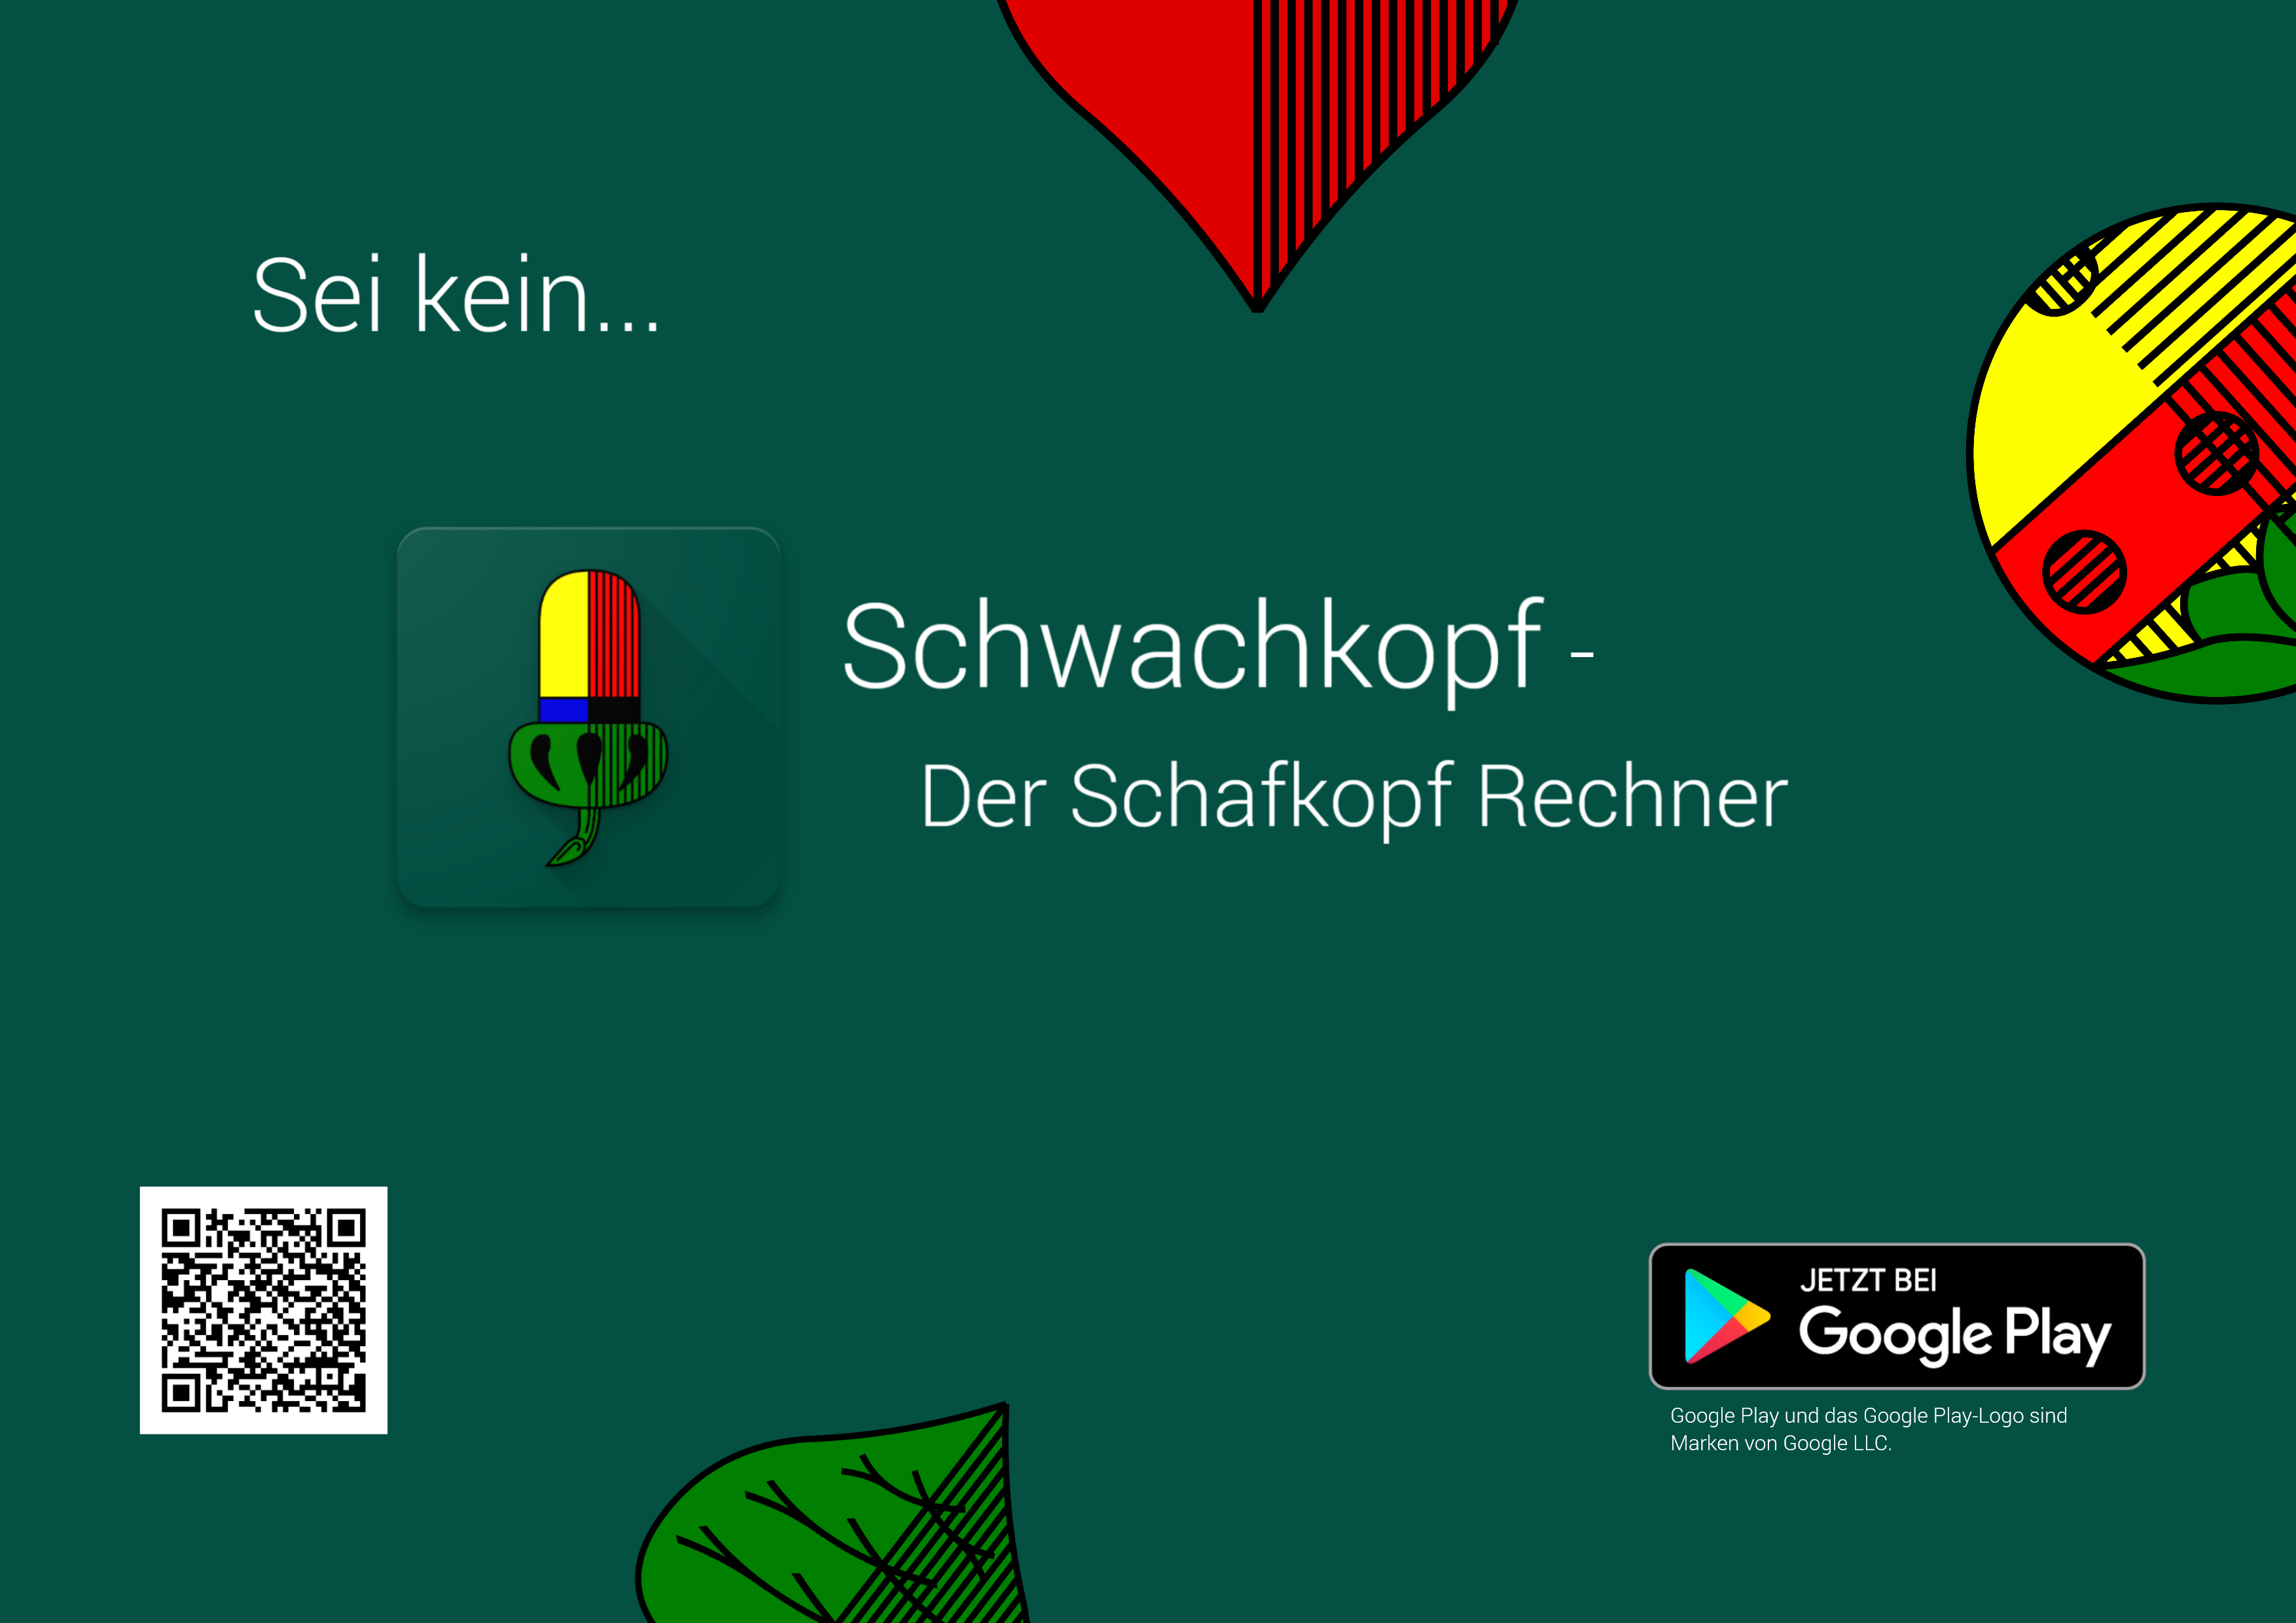 Sei kein...
Schwachkopf -
Der Schafkopf Rechner
JETZT BEI
Google Play
Google Play und das Google Play-Logo sind
Marken von Google LLC.